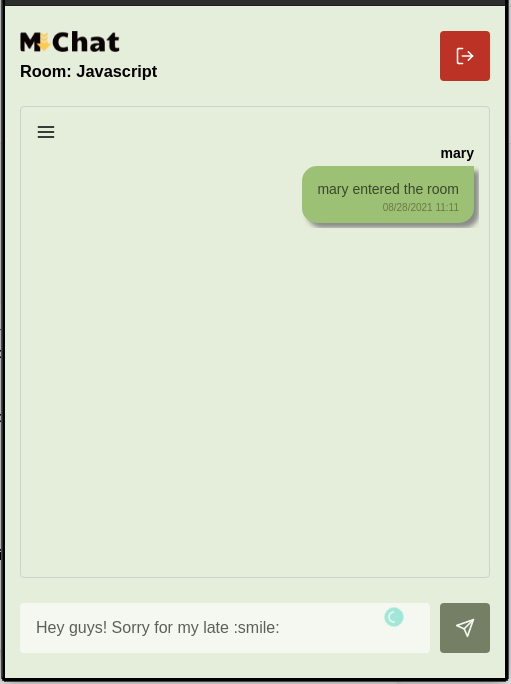 M Chat
Room: Javascript
mary
mary entered the room
08/28/2021 11:11
Hey guys! Sorry for my late :smile: